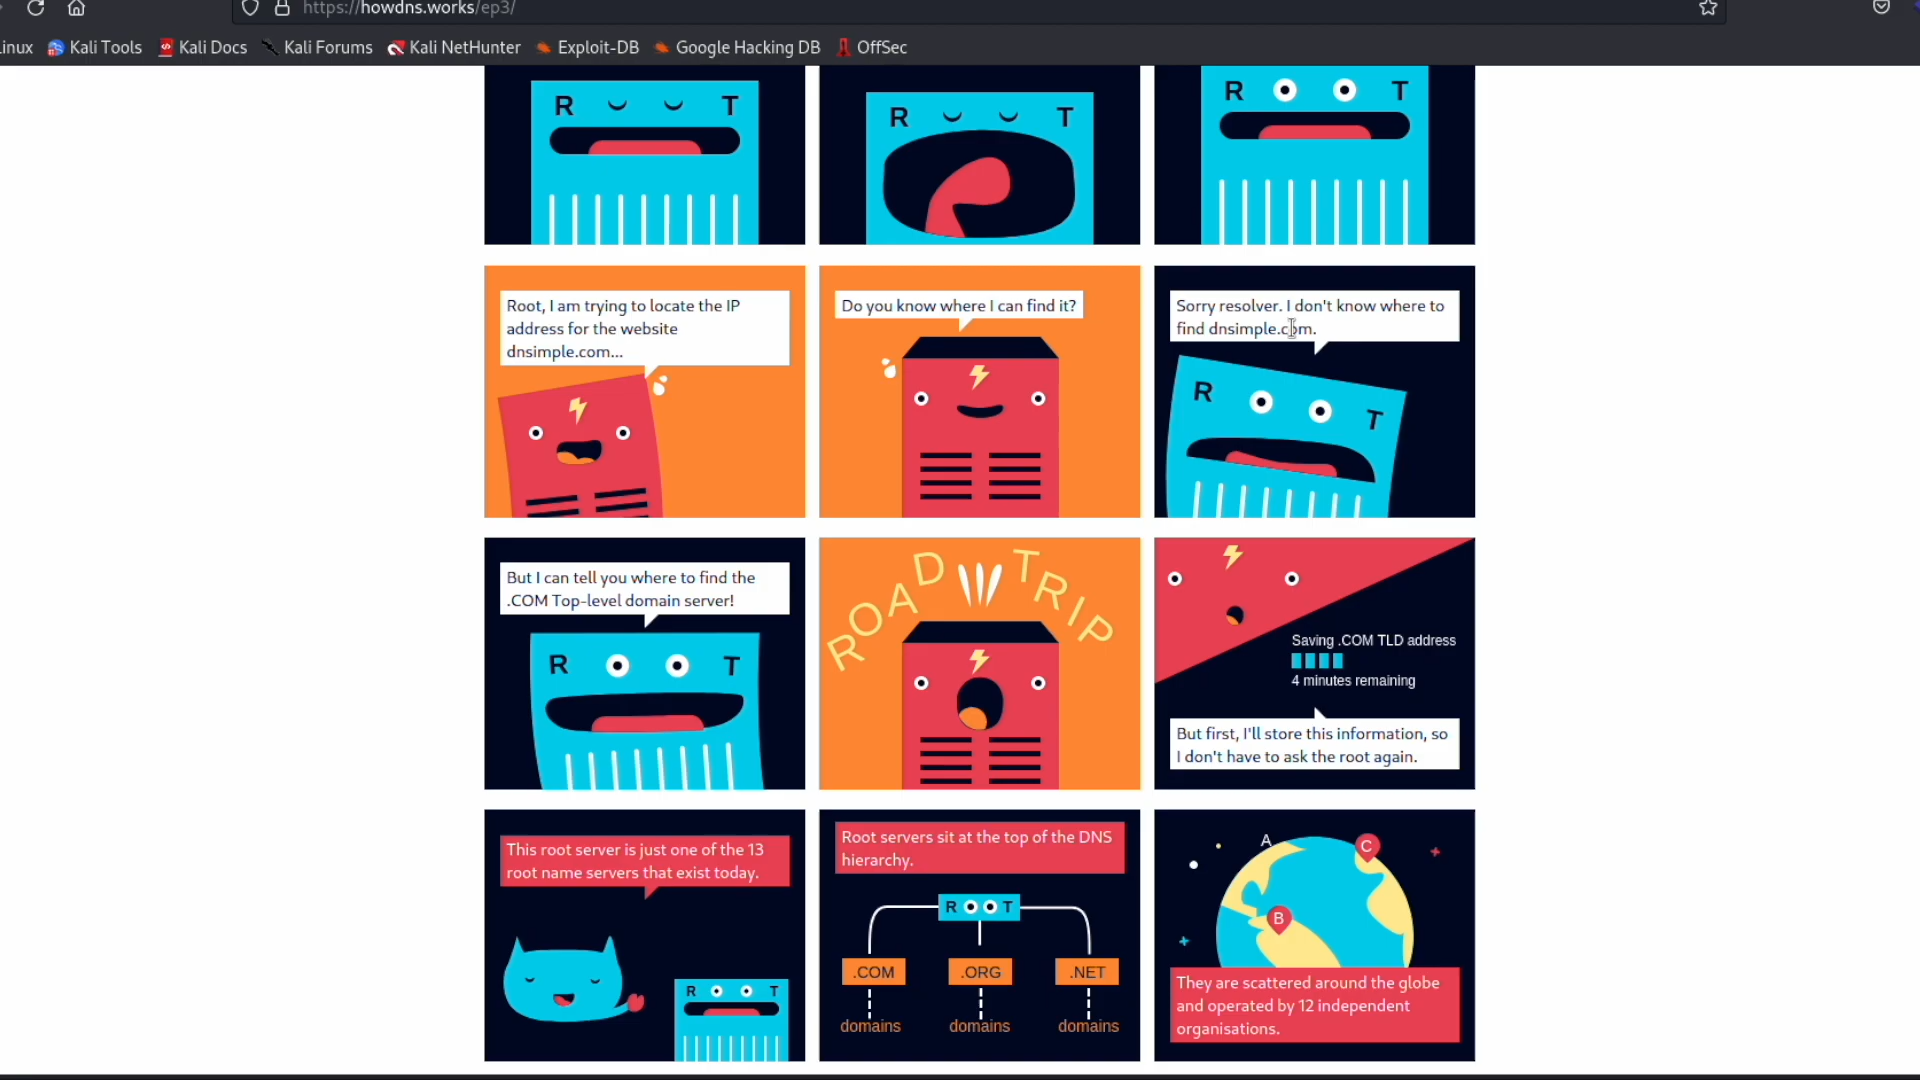 https://howdns.works/ep3/
inux Kali Tools Kali Docs Kali Forums Kali NetHunter Exploit-DB Google Hacking DB OffSec
R T
R T
R T
Root, I am trying to locate the IP
address for the website
dnsimple.com...
Do you know where I can find it?
Sorry resolver. I don't know where to
find dnsimple.com.
R T
But I can tell you where to find the
.COM Top-level domain server!
R T
ROAD TRIP
Saving .COM TLD address
4 minutes remaining
But first, I'll store this information, so
I don't have to ask the root again.
This root server is just one of the 13
root name servers that exist today.
R T
Root servers sit at the top of the DNS
hierarchy.
R T
.COM .ORG .NET
domains domains domains
A
C
B
They are scattered around the globe
and operated by 12 independent
organisations.